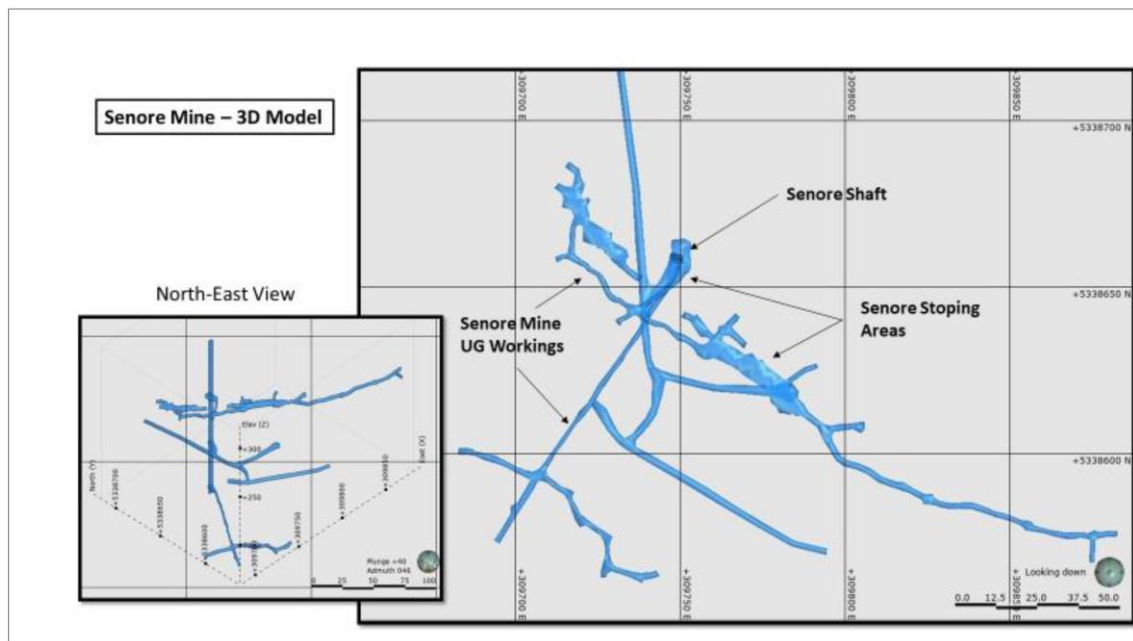 Senore Mine – 3D Model
+309700 E
+309750 E
+309800 E
+309850 E
+5338700 N
Senore Shaft
+5338650 N
Senore Mine
UG Workings
Senore Stoping
Areas
+5338600 N
+309700 E
+309750 E
+309800 E
Looking down
0.0 12.5 25.0 37.5 50.0
North-East View
Elev (Z)
+300
+250
North (Y)
East (X)
+5338700
+5338650
+309850
+309800
+309750
Plunge +40
Azimuth 046
0 25 50 75 100